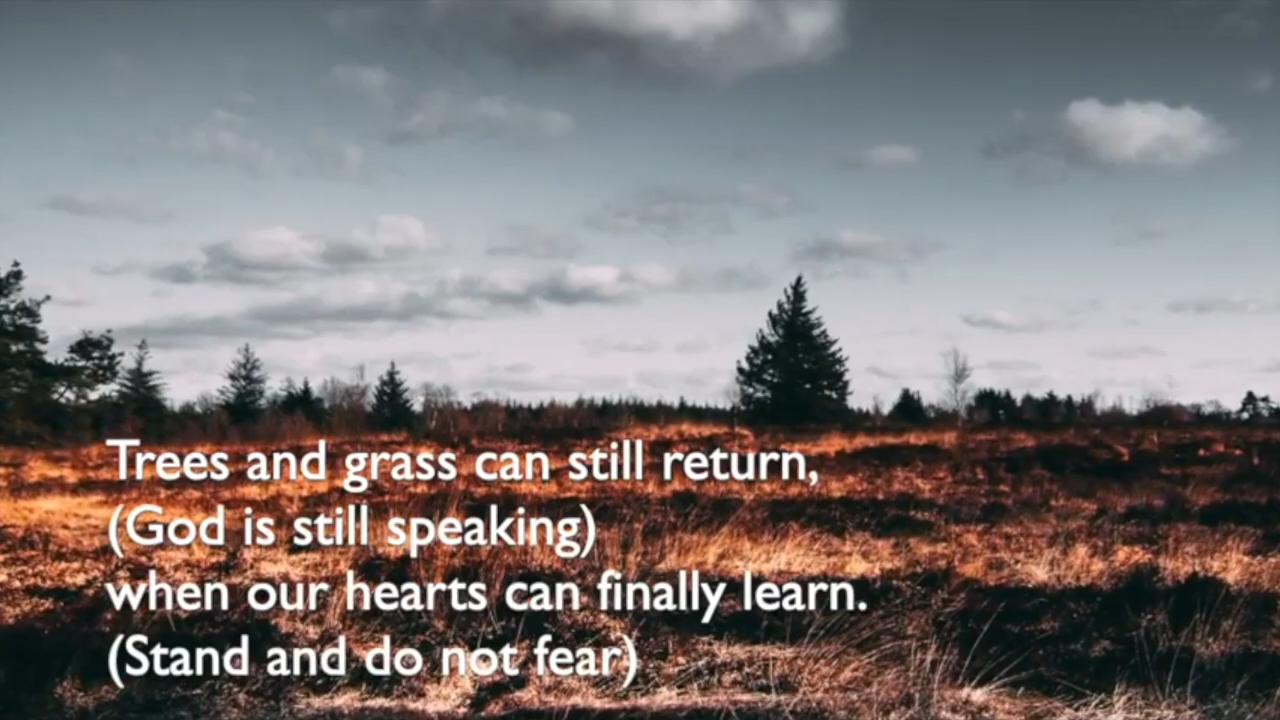 Trees and grass can still return,
(God is still speaking)
when our hearts can finally learn.
(Stand and do not fear)